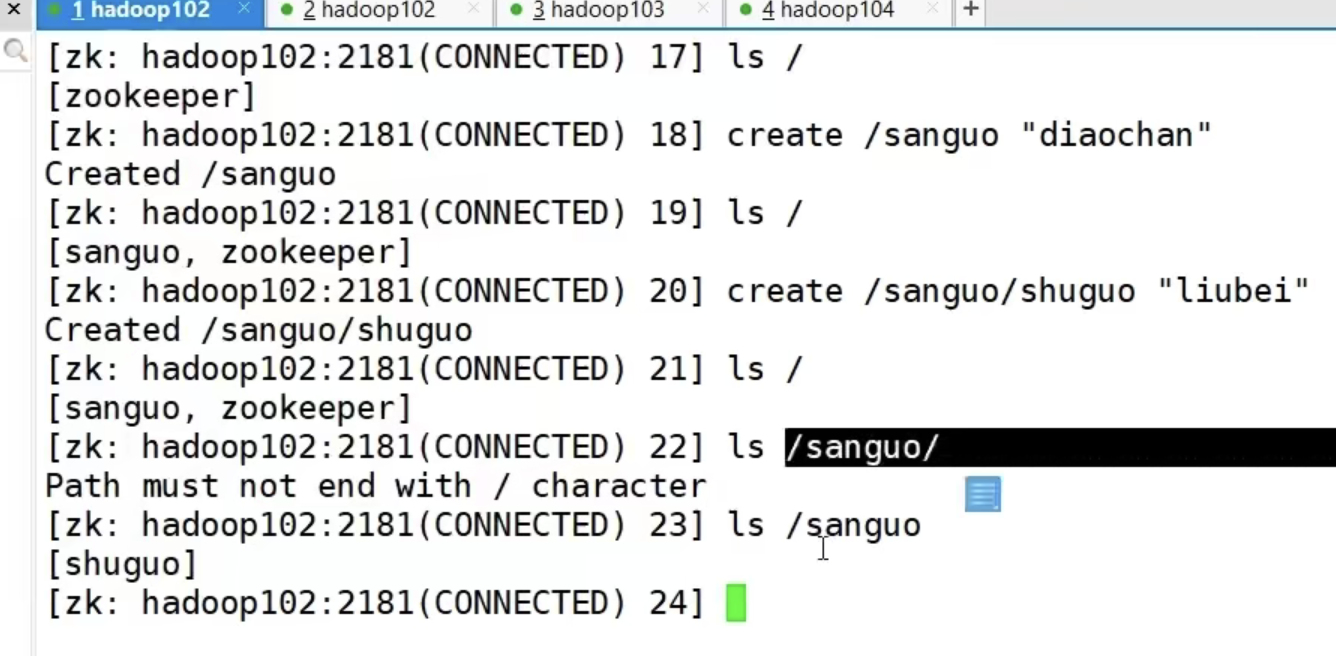 1 hadoop102 × 2 hadoop102 × 3 hadoop103 × 4 hadoop104 × +
[zk: hadoop102:2181(CONNECTED) 17] ls /
[zookeeper]
[zk: hadoop102:2181(CONNECTED) 18] create /sanguo "diaochan"
Created /sanguo
[zk: hadoop102:2181(CONNECTED) 19] ls /
[sanguo, zookeeper]
[zk: hadoop102:2181(CONNECTED) 20] create /sanguo/shuguo "liubei"
Created /sanguo/shuguo
[zk: hadoop102:2181(CONNECTED) 21] ls /
[sanguo, zookeeper]
[zk: hadoop102:2181(CONNECTED) 22] ls /sanguo/
Path must not end with / character
[zk: hadoop102:2181(CONNECTED) 23] ls /sanguo
[shuguo]
[zk: hadoop102:2181(CONNECTED) 24]